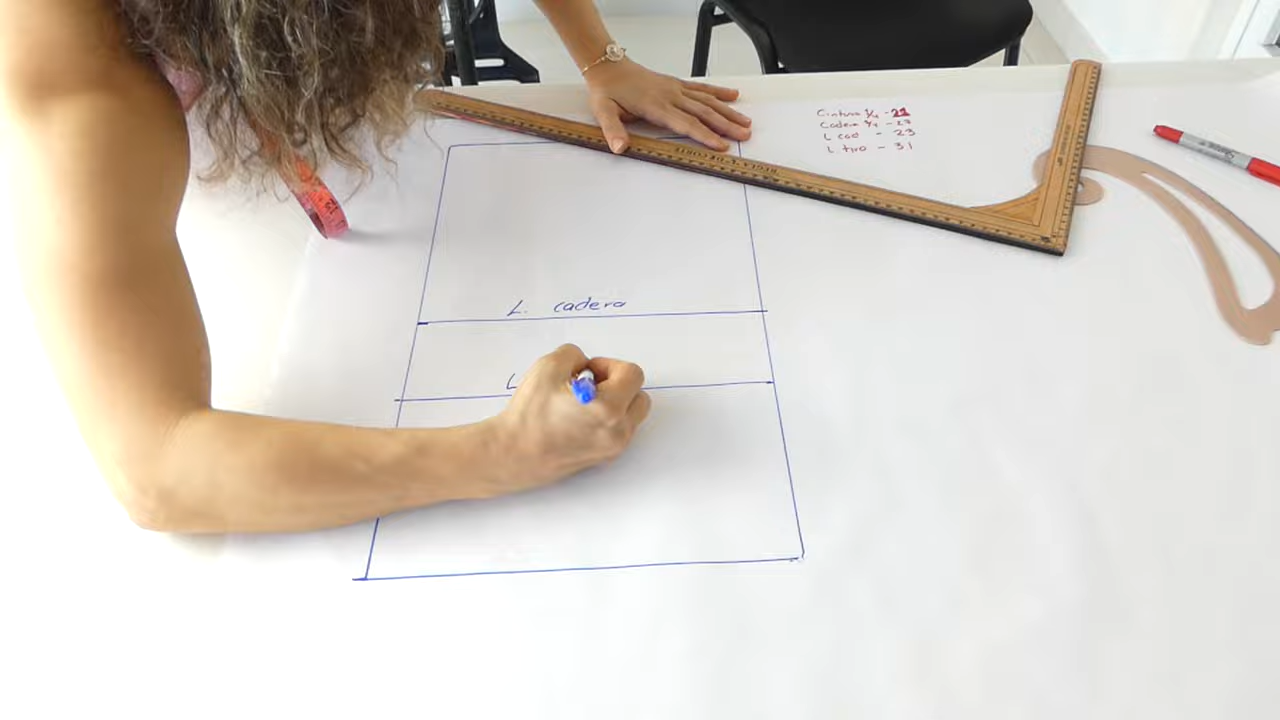 Cintura 1/4 - 21
Cadera 1/4 - 27
L cad - 23
L tiro - 31
L. cadera
L